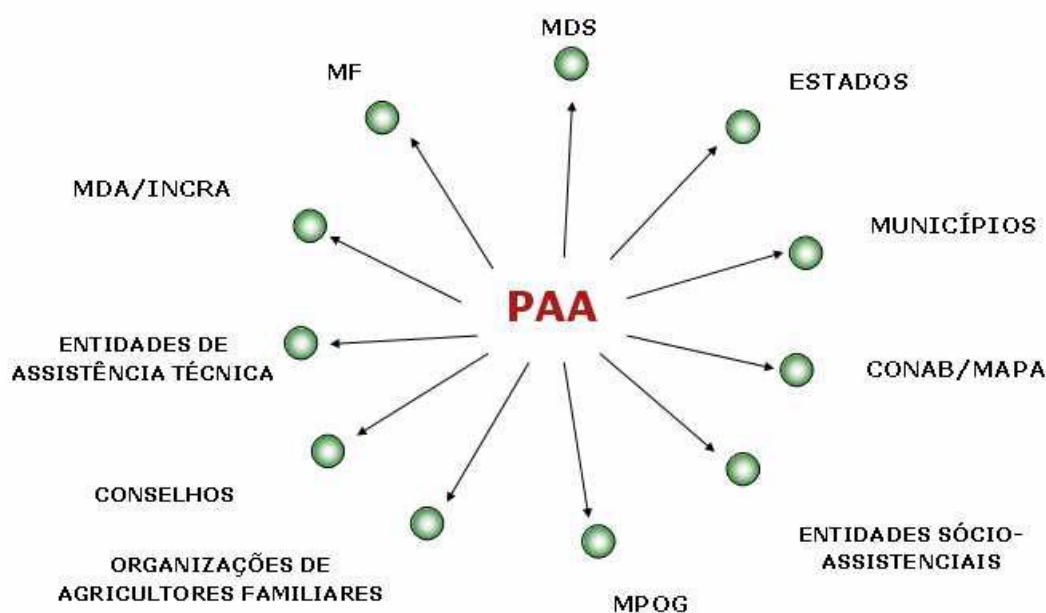 MDS
MF
ESTADOS
MDA/INCRA
MUNICÍPIOS
PAA
ENTIDADES DE
ASSISTÊNCIA TÉCNICA
CONAB/MAPA
CONSELHOS
ENTIDADES SÓCIO-
ASSISTENCIAIS
ORGANIZAÇÕES DE
AGRICULTORES FAMILIARES
MPOG